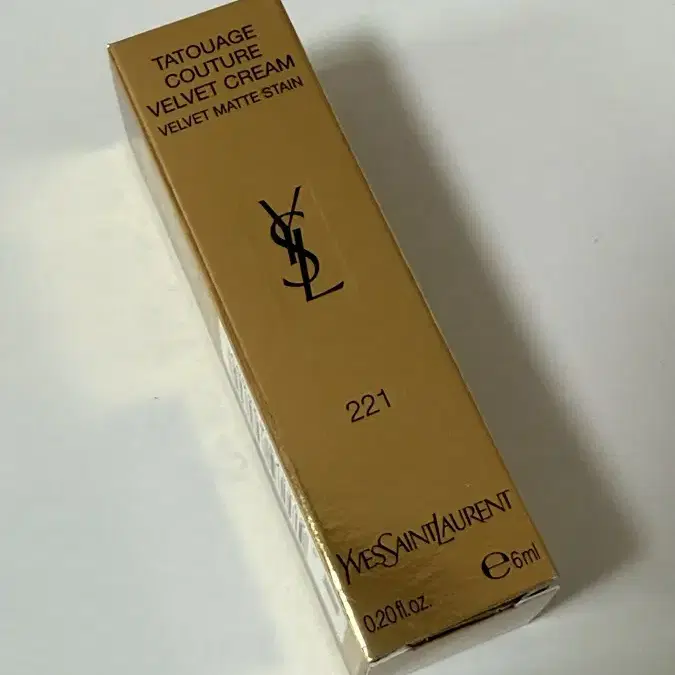 TATOUAGE
COUTURE
VELVET CREAM
VELVET MATTE STAIN
YSL
221
YVESSAINTLAURENT
0.20 fl.oz. ℮6ml